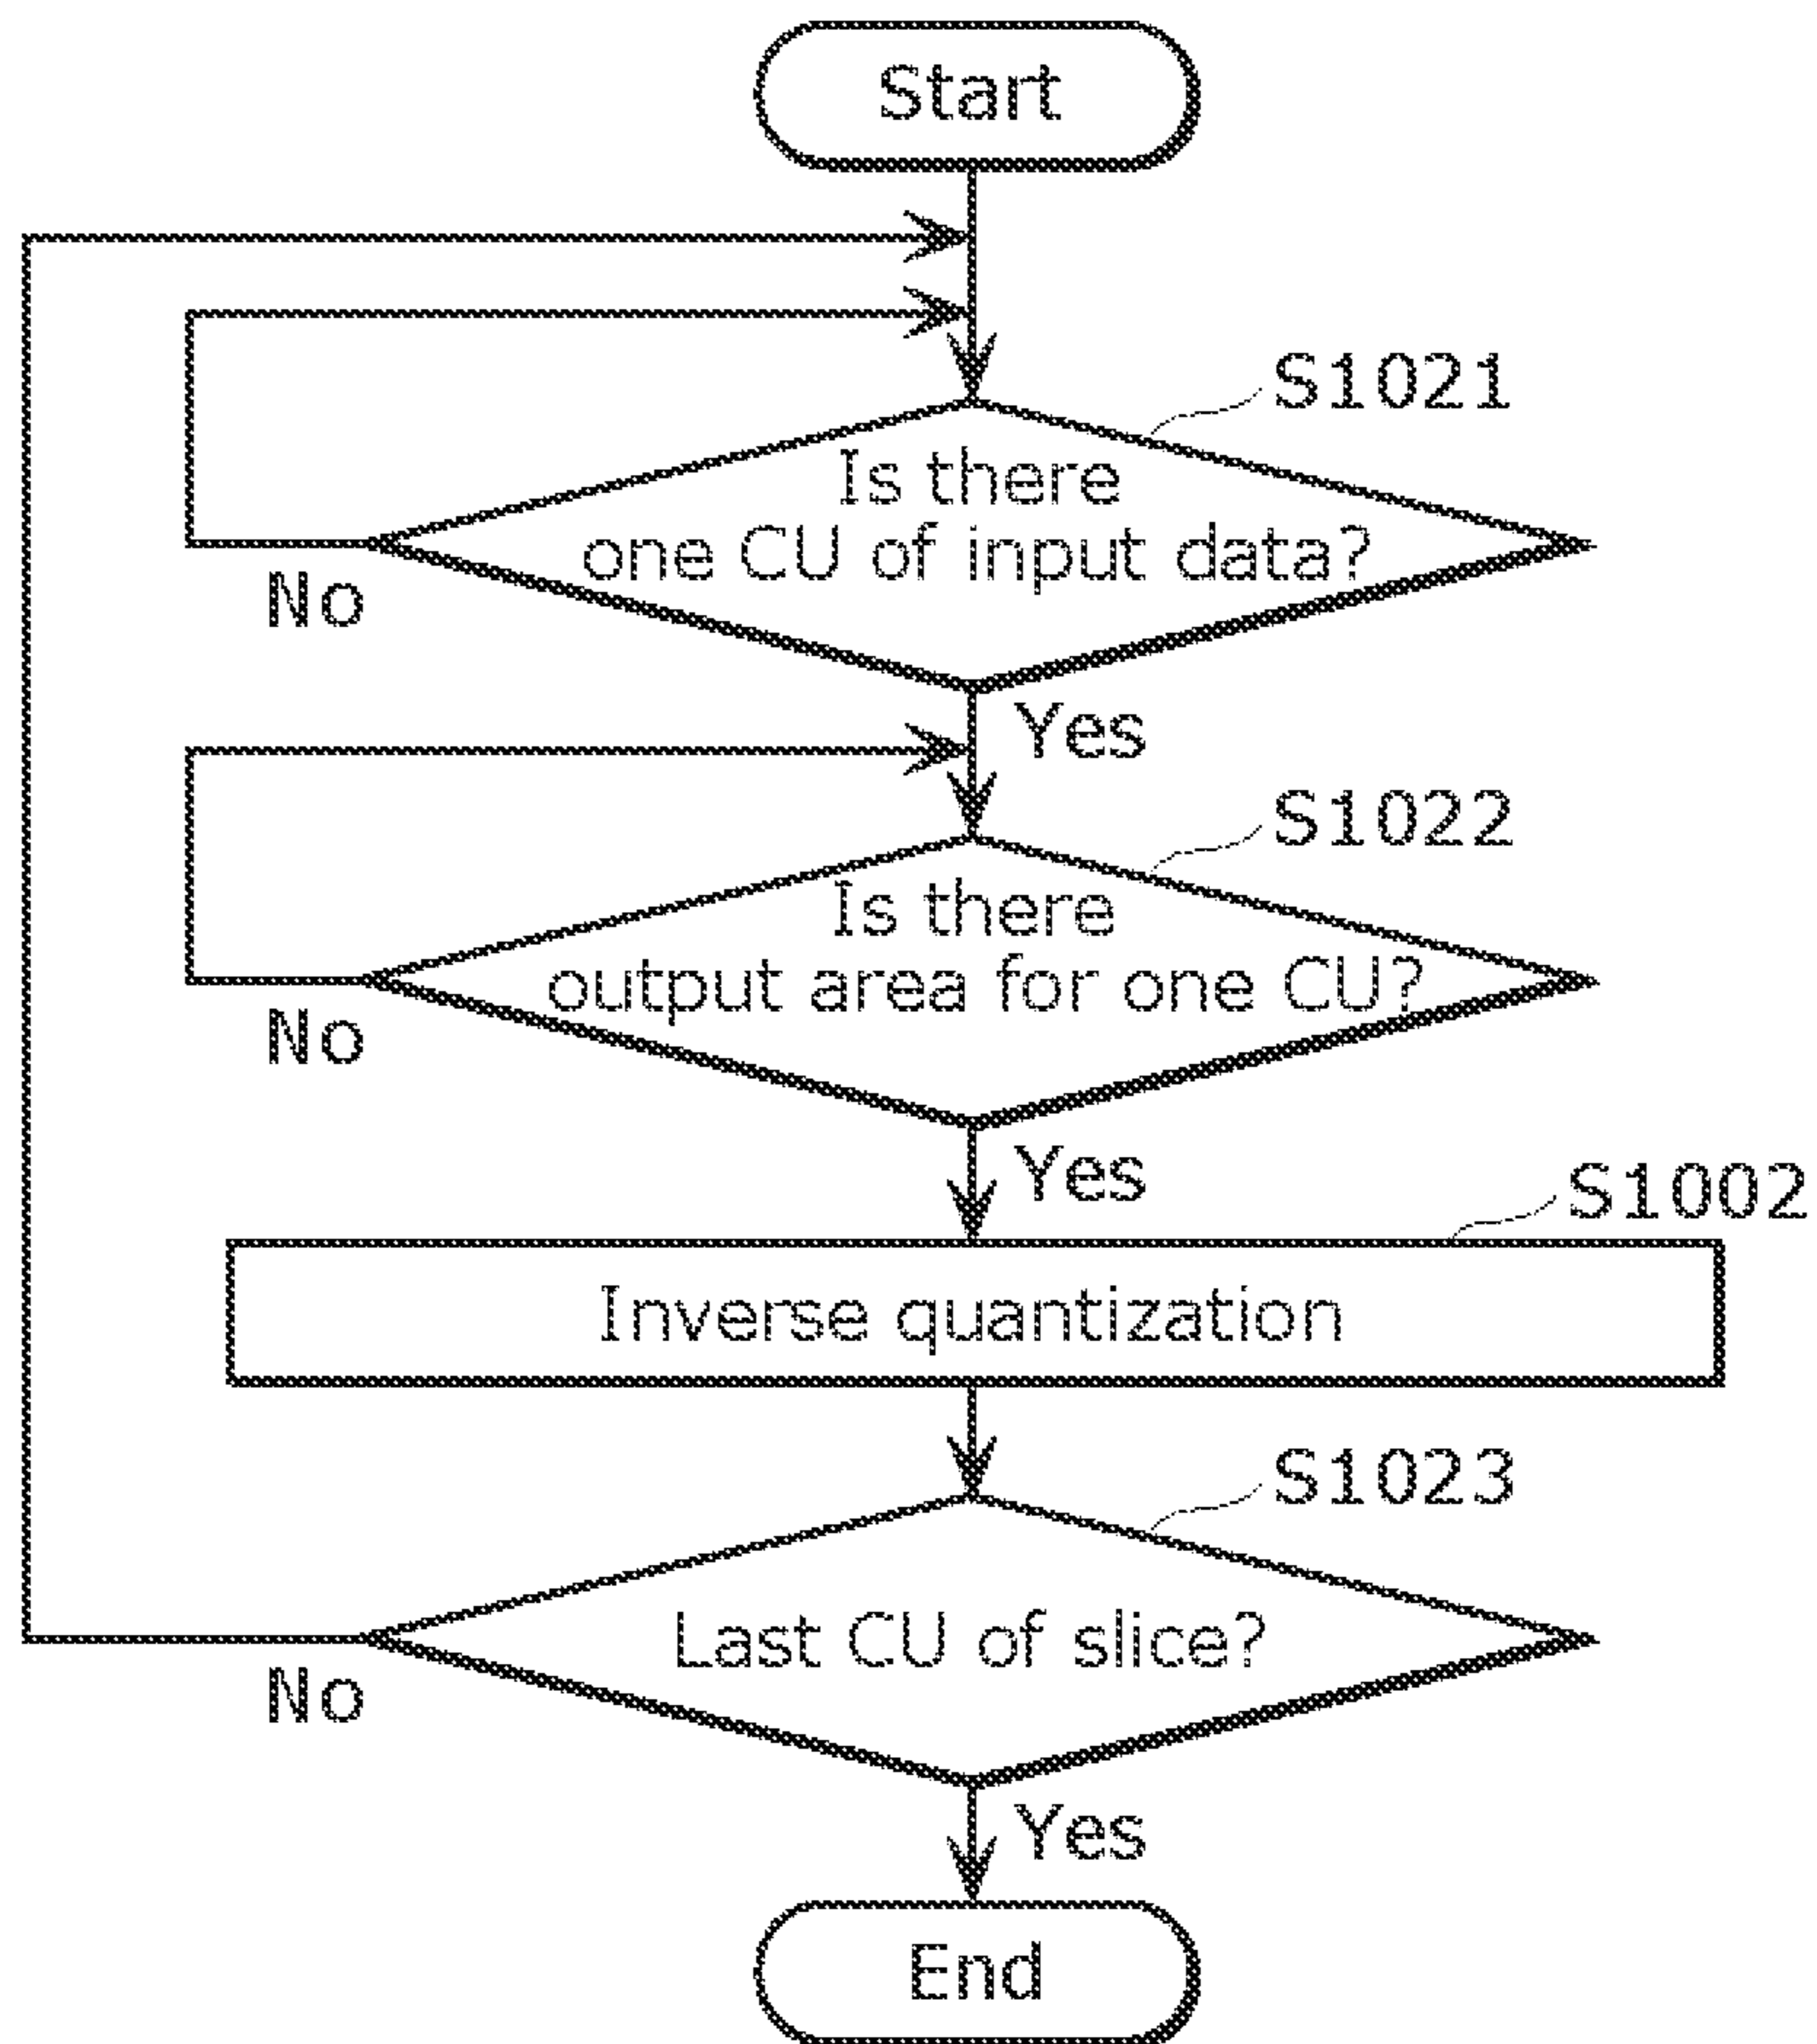 Start
S1021
Is there
one CU of input data?
No
Yes
S1022
Is there
output area for one CU?
No
Yes
S1002
Inverse quantization
S1023
Last CU of slice?
No
Yes
End